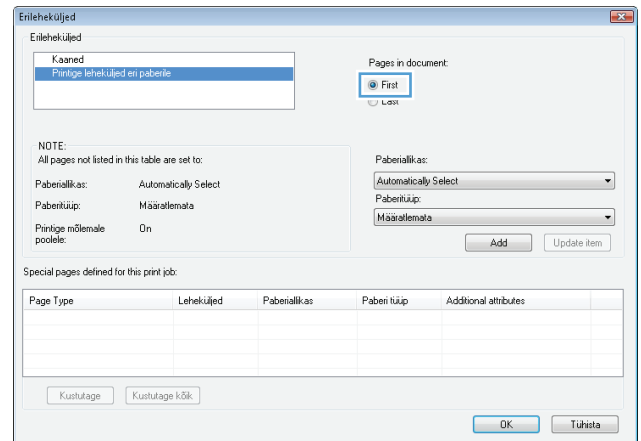 Erileheküljed
Erileheküljed
Kaaned
Printige leheküljed eri paberile
Pages in document:
First
Last
NOTE:
All pages not listed in this table are set to:
Paberiallikas: Automatically Select
Paberitüüp: Määratlemata
Printige mõlemale
poolele: On
Paberiallikas:
Automatically Select
Paberitüüp:
Määratlemata
Add Update item
Special pages defined for this print job:
Page Type Leheküljed Paberiallikas Paberi tüüp Additional attributes
Kustutage Kustutage kõik
OK Tühista